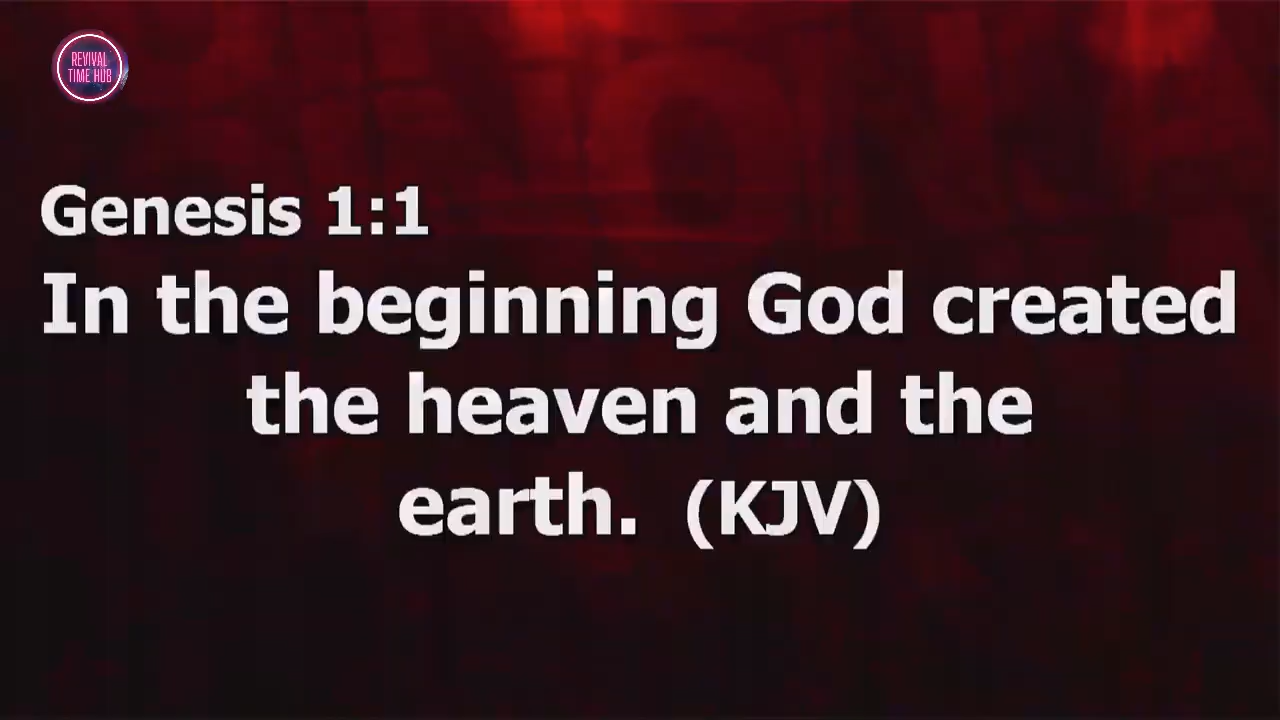 REVIVAL
TIME HUB
Genesis 1:1
In the beginning God created
the heaven and the
earth. (KJV)